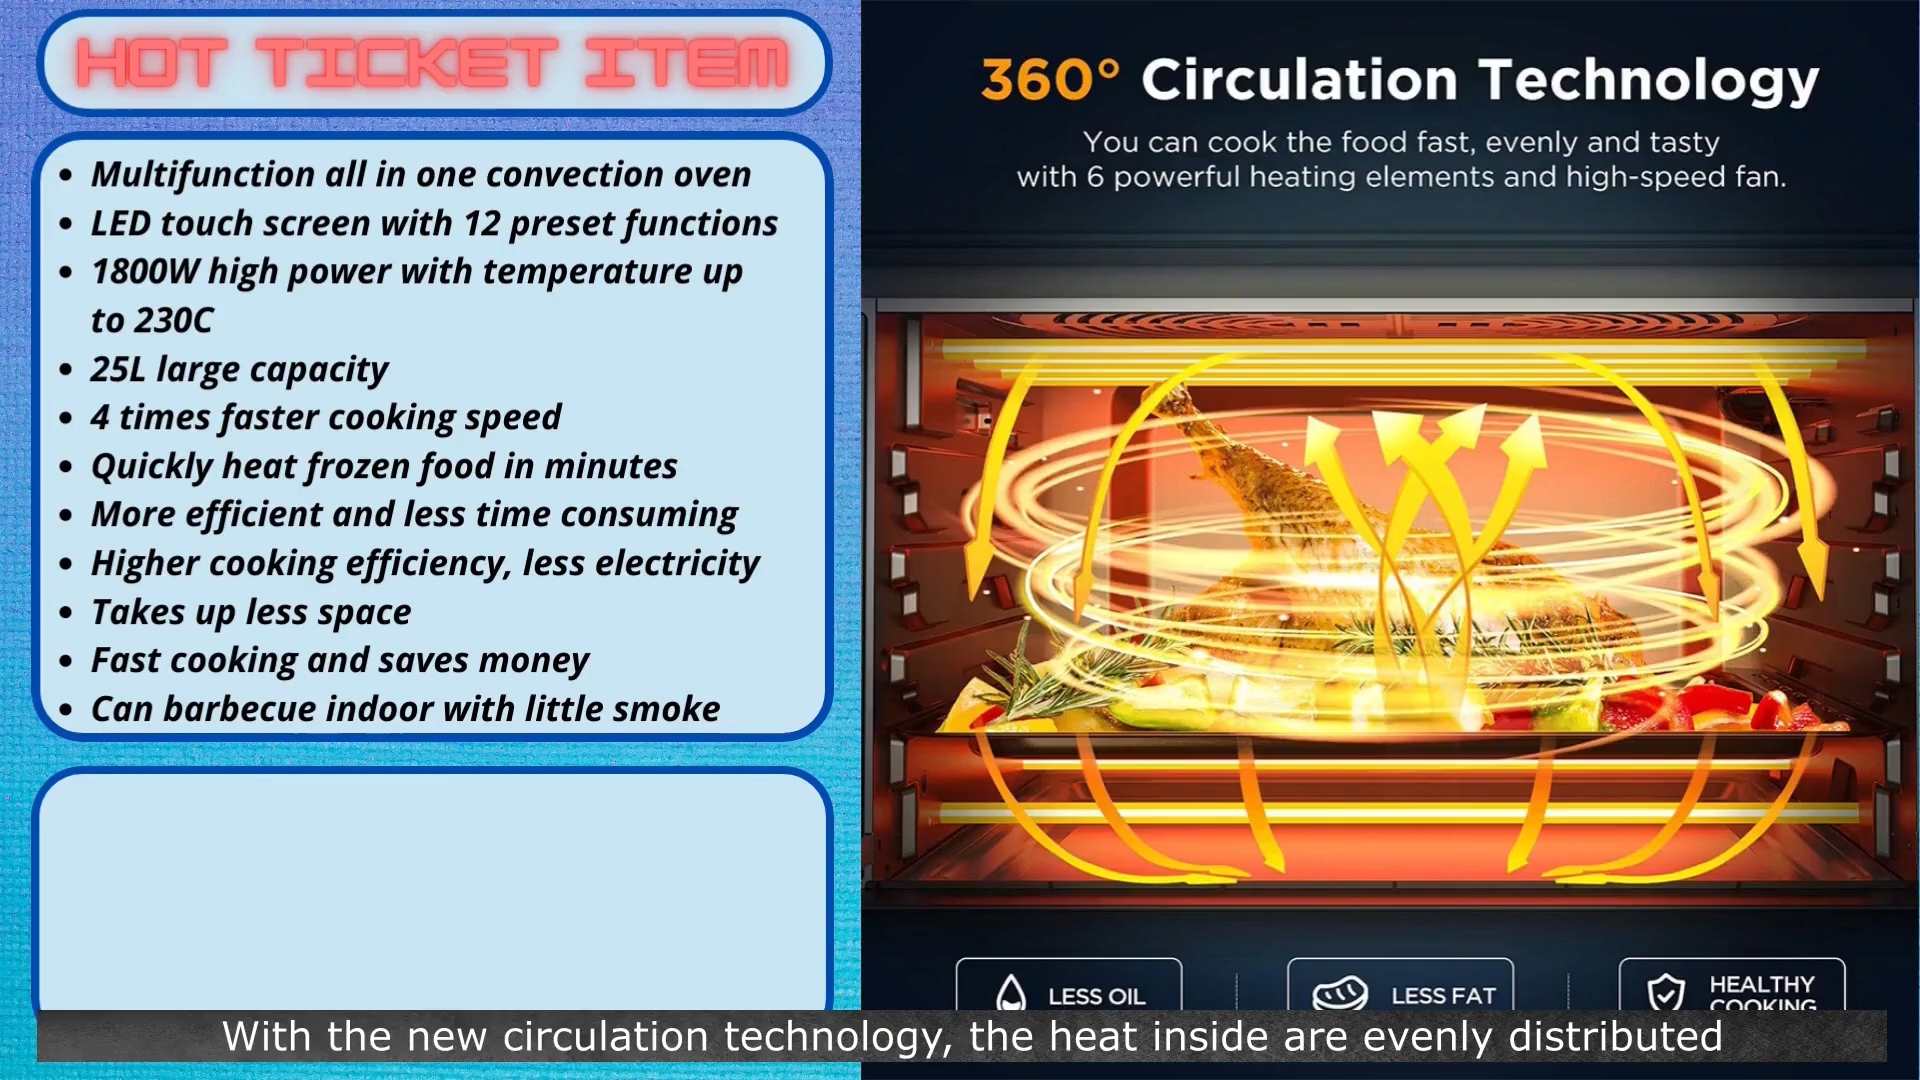 HOT TICKET ITEM
• Multifunction all in one convection oven
• LED touch screen with 12 preset functions
• 1800W high power with temperature up
to 230C
• 25L large capacity
• 4 times faster cooking speed
• Quickly heat frozen food in minutes
• More efficient and less time consuming
• Higher cooking efficiency, less electricity
• Takes up less space
• Fast cooking and saves money
• Can barbecue indoor with little smoke
360° Circulation Technology
You can cook the food fast, evenly and tasty
with 6 powerful heating elements and high-speed fan.
LESS OIL
LESS FAT
HEALTHY
COOKING
With the new circulation technology, the heat inside are evenly distributed